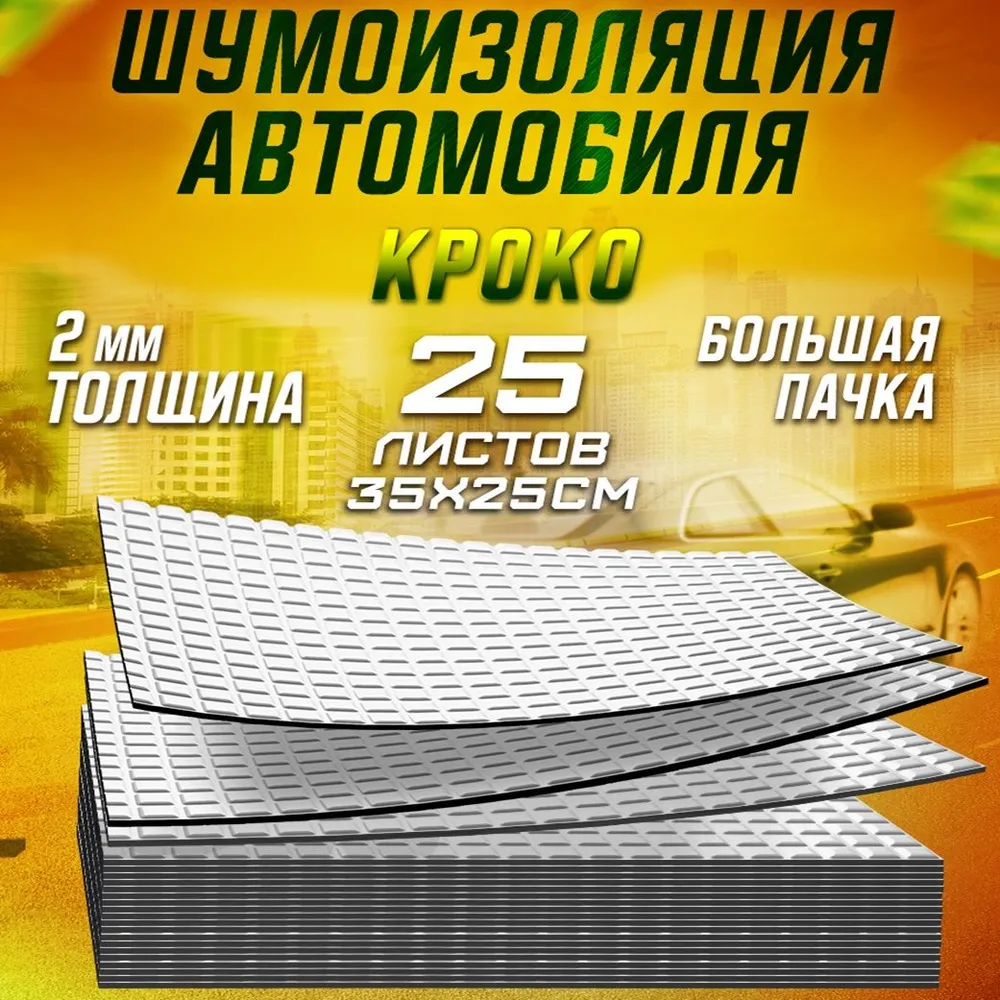 ШУМОИЗОЛЯЦИЯ
АВТОМОБИЛЯ
КРОКО
2 мм
ТОЛЩИНА
25
ЛИСТОВ
35Х25СМ
БОЛЬШАЯ
ПАЧКА